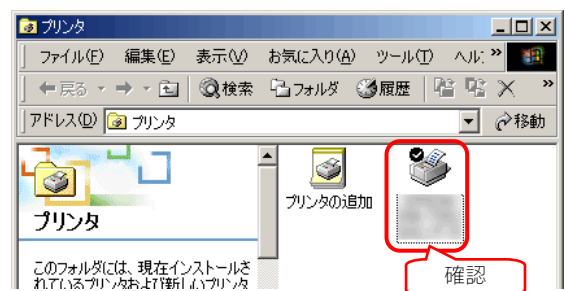 プリンタ
ファイル(F) 編集(E) 表示(V) お気に入り(A) ツール(T) ヘル
戻る 検索 フォルダ 履歴
アドレス(D) プリンタ 移動
プリンタの追加
プリンタ
このフォルダには、現在インストールさ
れているプリンタおよび新しいプリンタ
確認